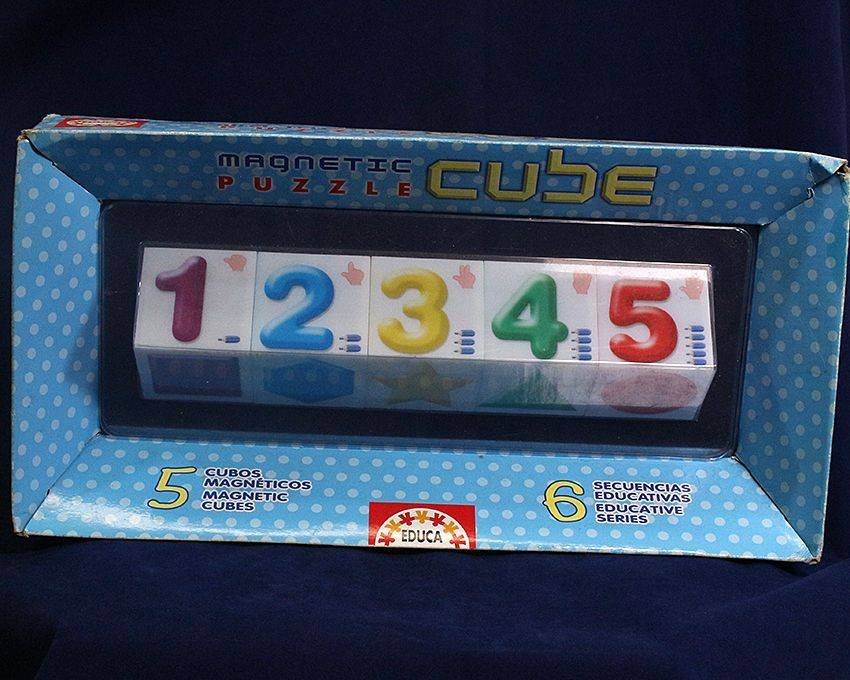 MAGNETIC
PUZZLE
CUBE
1 2 3 4 5
5 CUBOS
MAGNÉTICOS
MAGNETIC
CUBES
6 SECUENCIAS
EDUCATIVAS
EDUCATIVE
SERIES
EDUCA